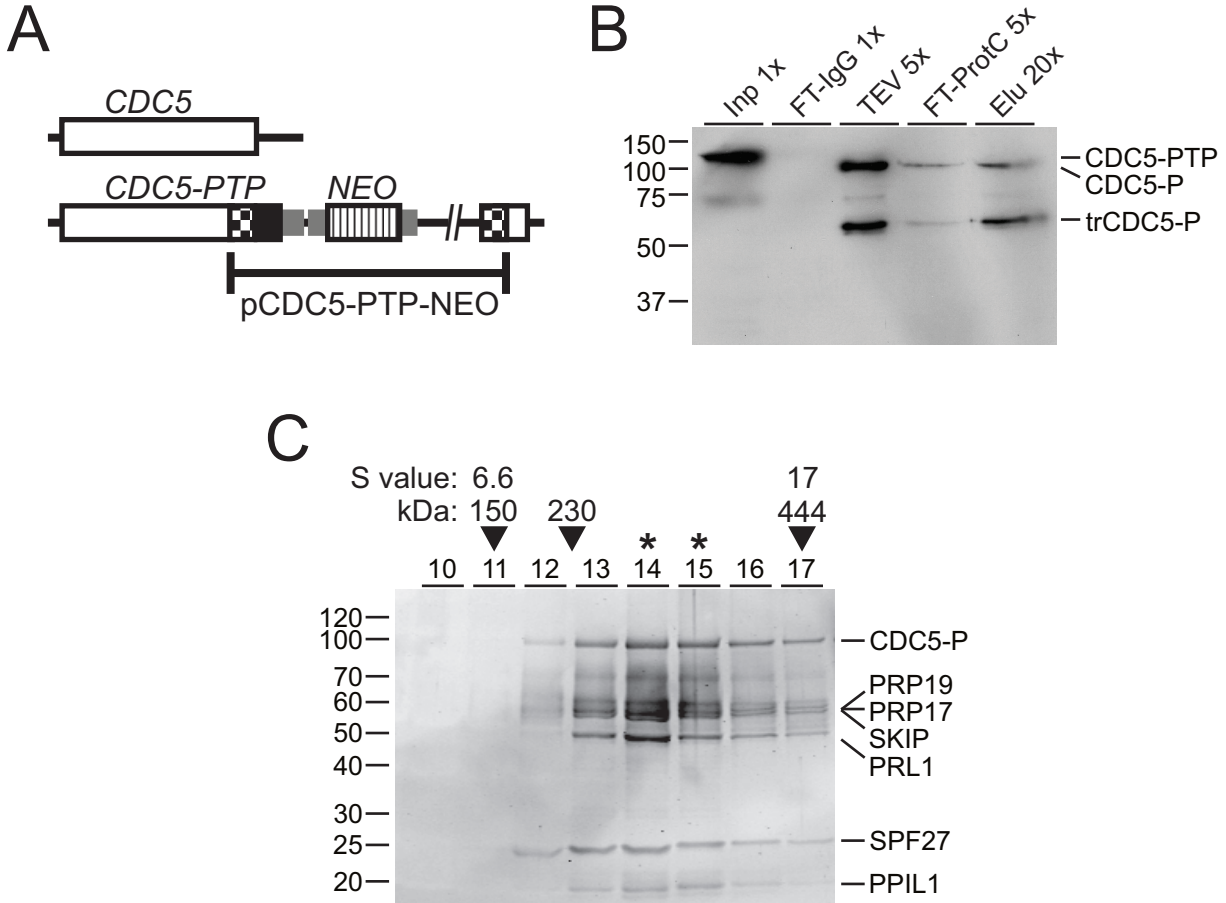 A
CDC5
CDC5-PTP NEO
pCDC5-PTP-NEO
B
Inp 1x
FT-IgG 1x
TEV 5x
FT-ProtC 5x
Elu 20x
150
100
75
50
37
CDC5-PTP
CDC5-P
trCDC5-P
C
S value: 6.6 17
kDa: 150 230 444
* *
10 11 12 13 14 15 16 17
120
100
70
60
50
40
30
25
20
CDC5-P
PRP19
PRP17
SKIP
PRL1
SPF27
PPIL1